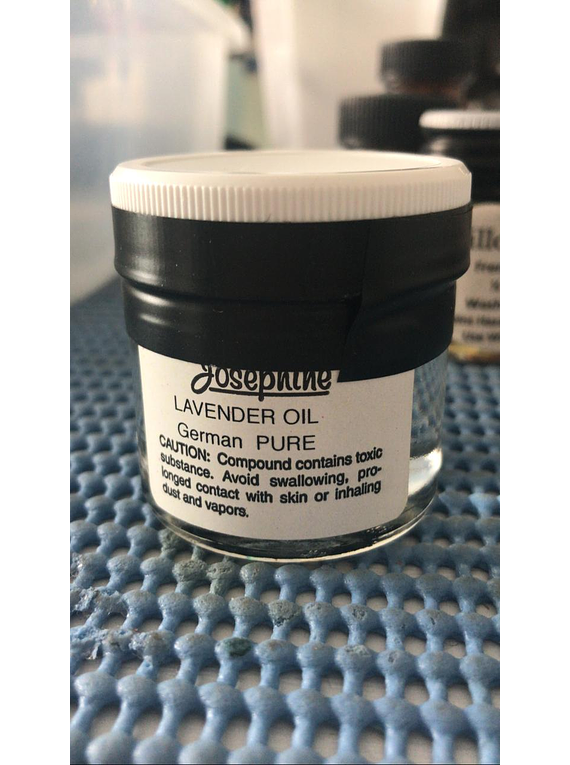 Josephine
LAVENDER OIL
German PURE
CAUTION: Compound contains toxic
substance. Avoid swallowing, pro-
longed contact with skin or inhaling
dust and vapors.